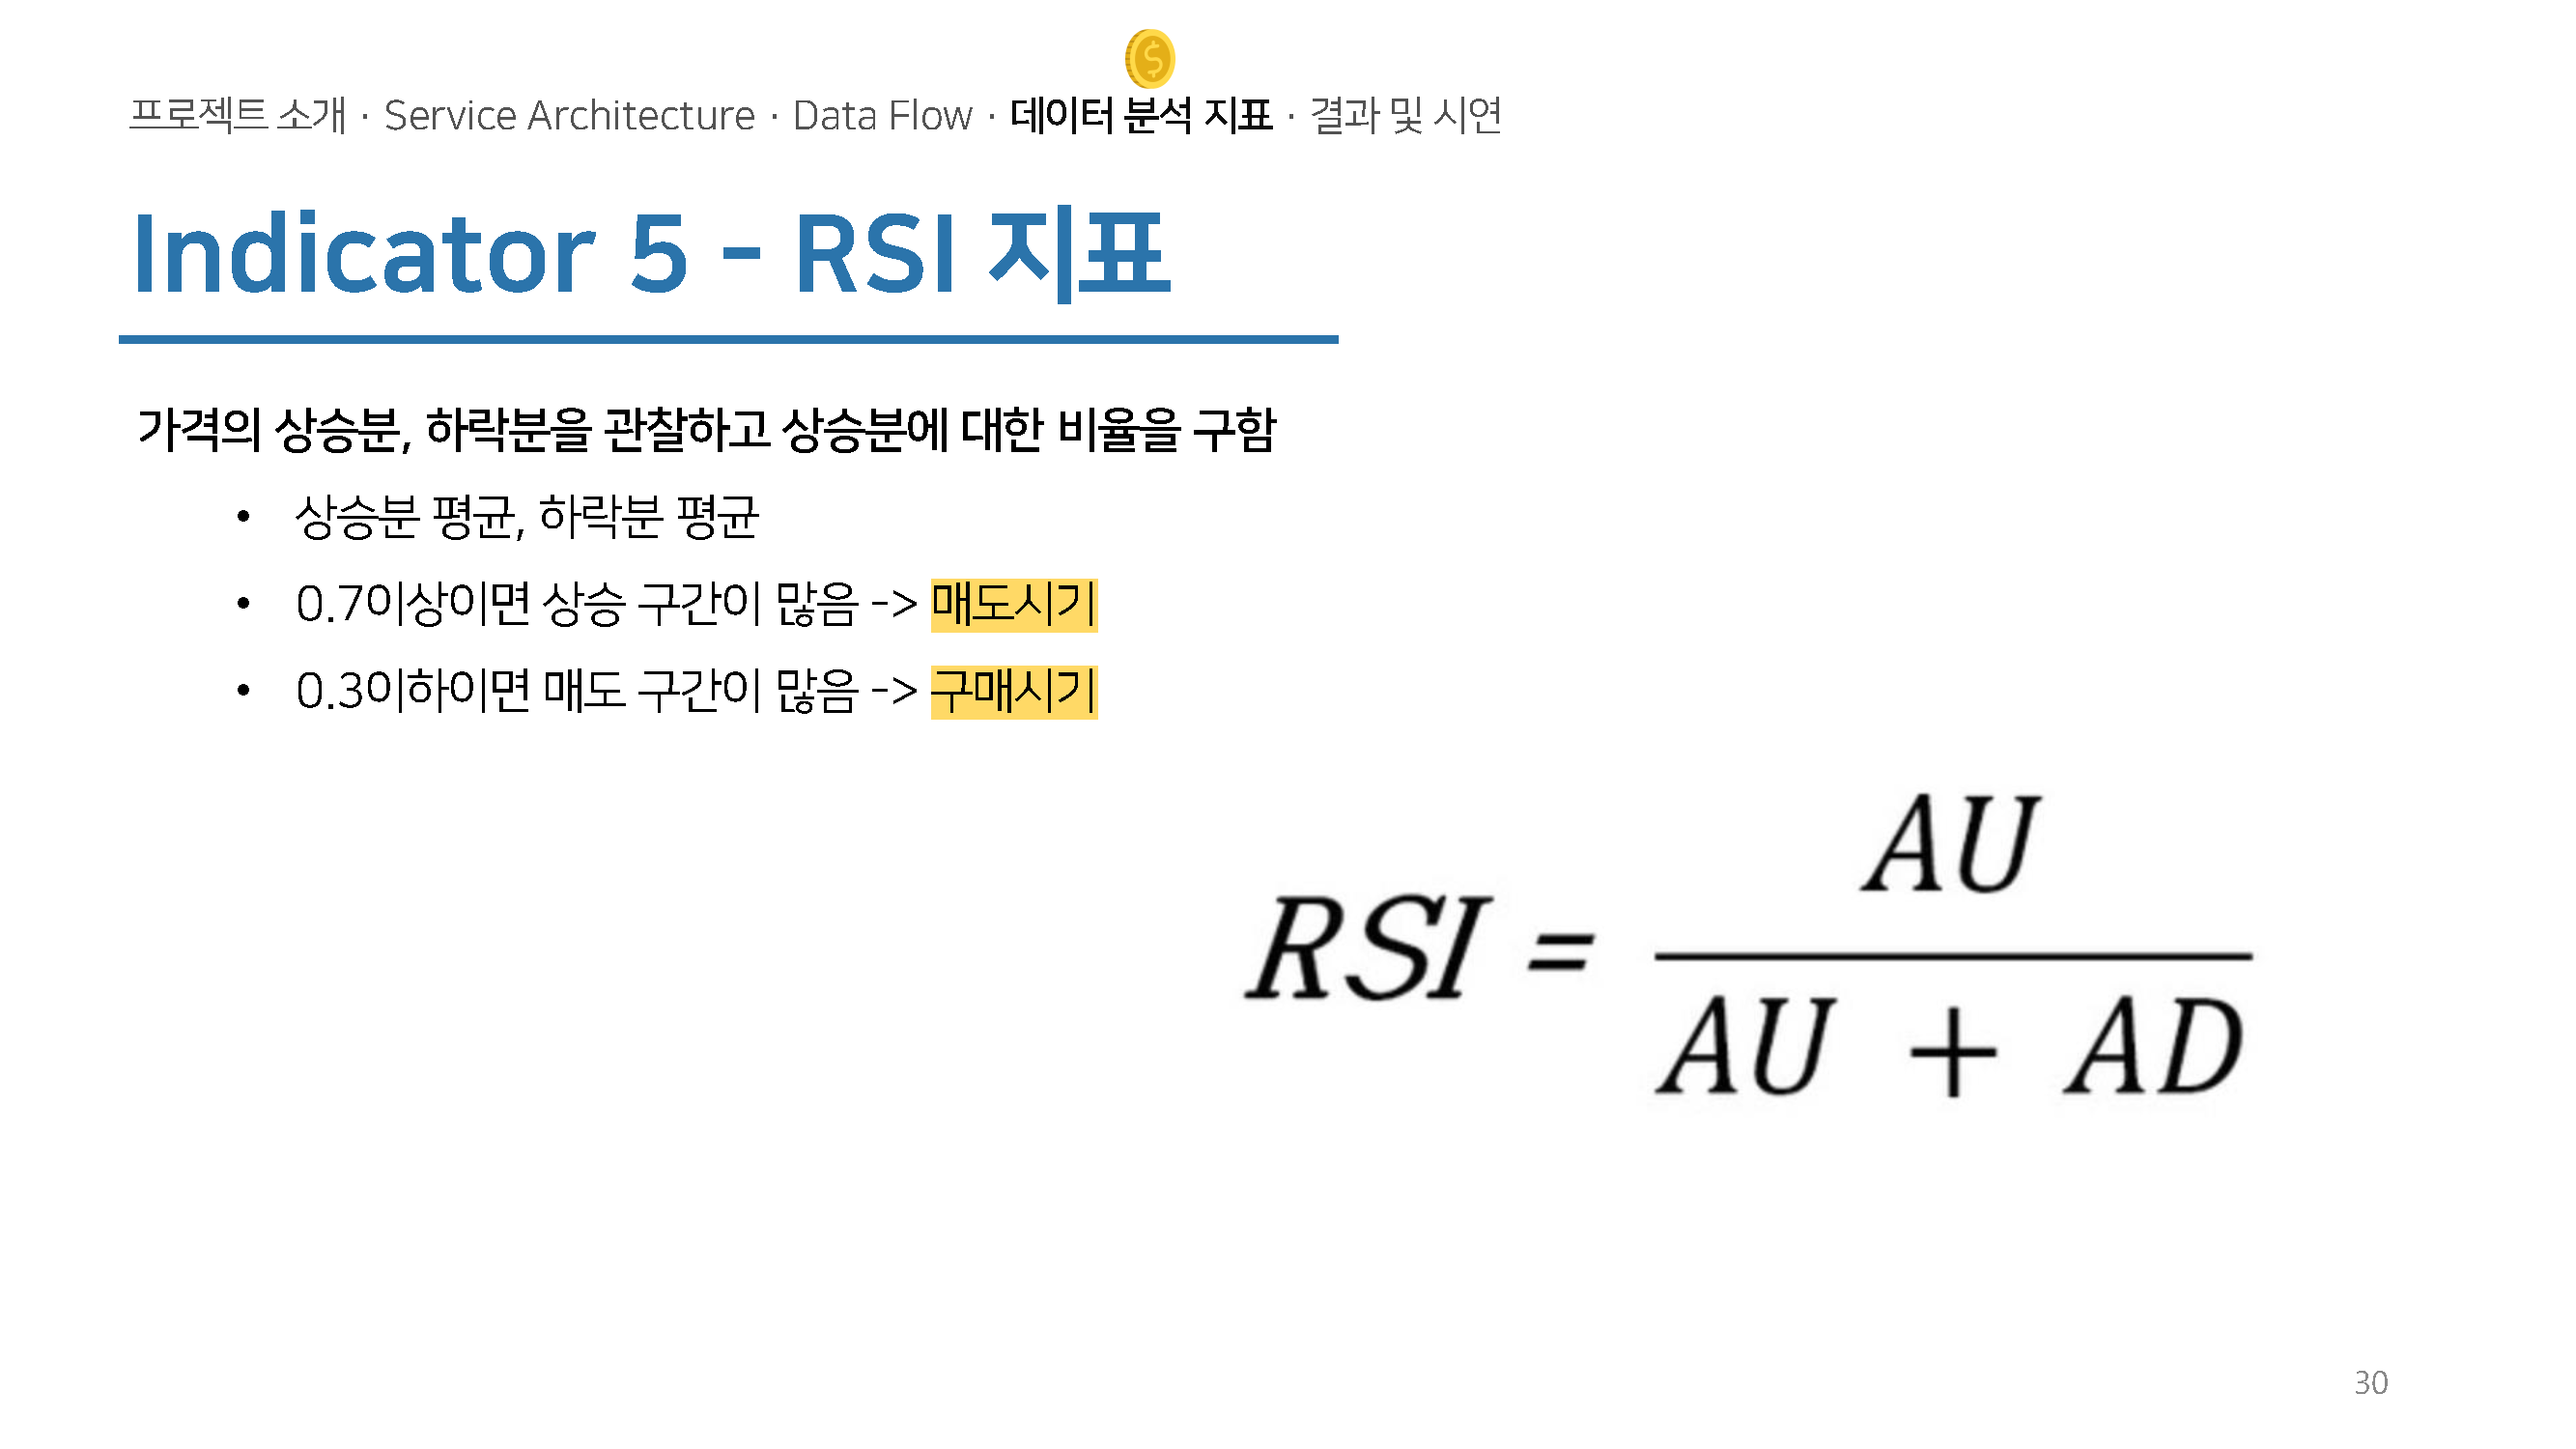 프로젝트 소개 · Service Architecture · Data Flow · 데이터 분석 지표 · 결과 및 시연
Indicator 5 - RSI 지표
가격의 상승분, 하락분을 관찰하고 상승분에 대한 비율을 구함
• 상승분 평균, 하락분 평균
• 0.7이상이면 상승 구간이 많음 -> 매도시기
• 0.3이하이면 매도 구간이 많음 -> 구매시기
AU
RSI =
AU + AD
30